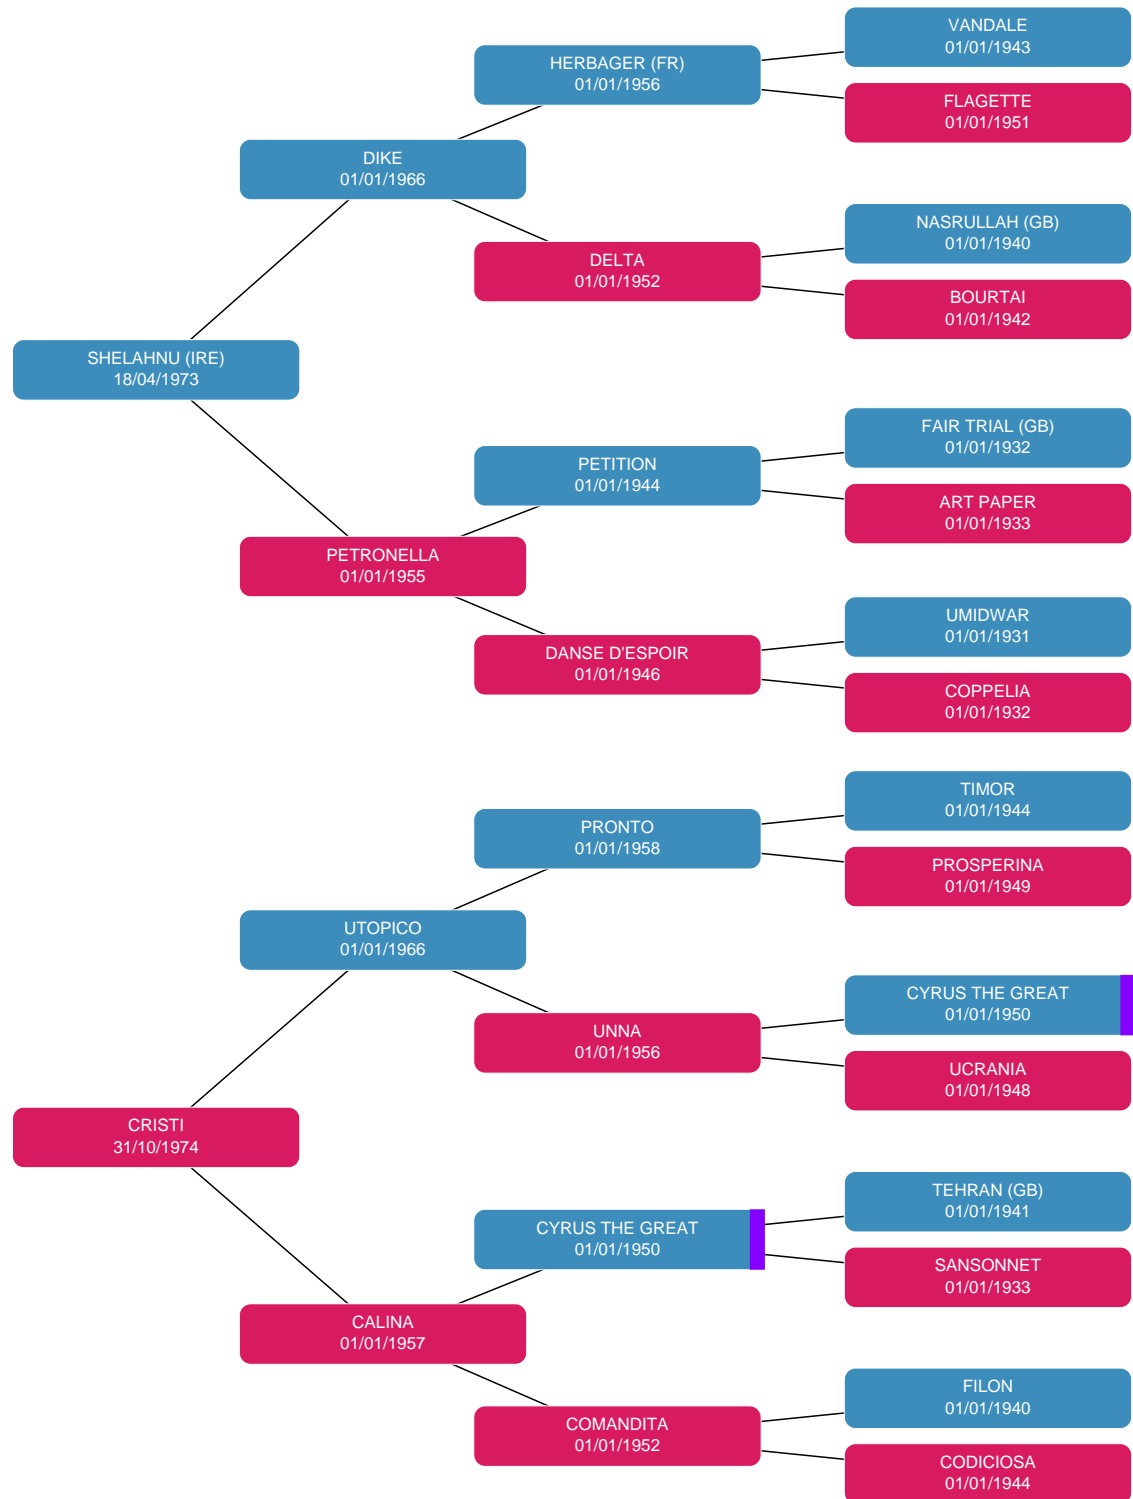 VANDALE
01/01/1943
HERBAGER (FR)
01/01/1956
FLAGETTE
01/01/1951
DIKE
01/01/1966
NASRULLAH (GB)
01/01/1940
DELTA
01/01/1952
BOURTAI
01/01/1942
SHELAHNU (IRE)
18/04/1973
FAIR TRIAL (GB)
01/01/1932
PETITION
01/01/1944
ART PAPER
01/01/1933
PETRONELLA
01/01/1955
UMIDWAR
01/01/1931
DANSE D'ESPOIR
01/01/1946
COPPELIA
01/01/1932
TIMOR
01/01/1944
PRONTO
01/01/1958
PROSPERINA
01/01/1949
UTOPICO
01/01/1966
CYRUS THE GREAT
01/01/1950
UNNA
01/01/1956
UCRANIA
01/01/1948
CRISTI
31/10/1974
TEHRAN (GB)
01/01/1941
CYRUS THE GREAT
01/01/1950
SANSONNET
01/01/1933
CALINA
01/01/1957
FILON
01/01/1940
COMANDITA
01/01/1952
CODICIOSA
01/01/1944